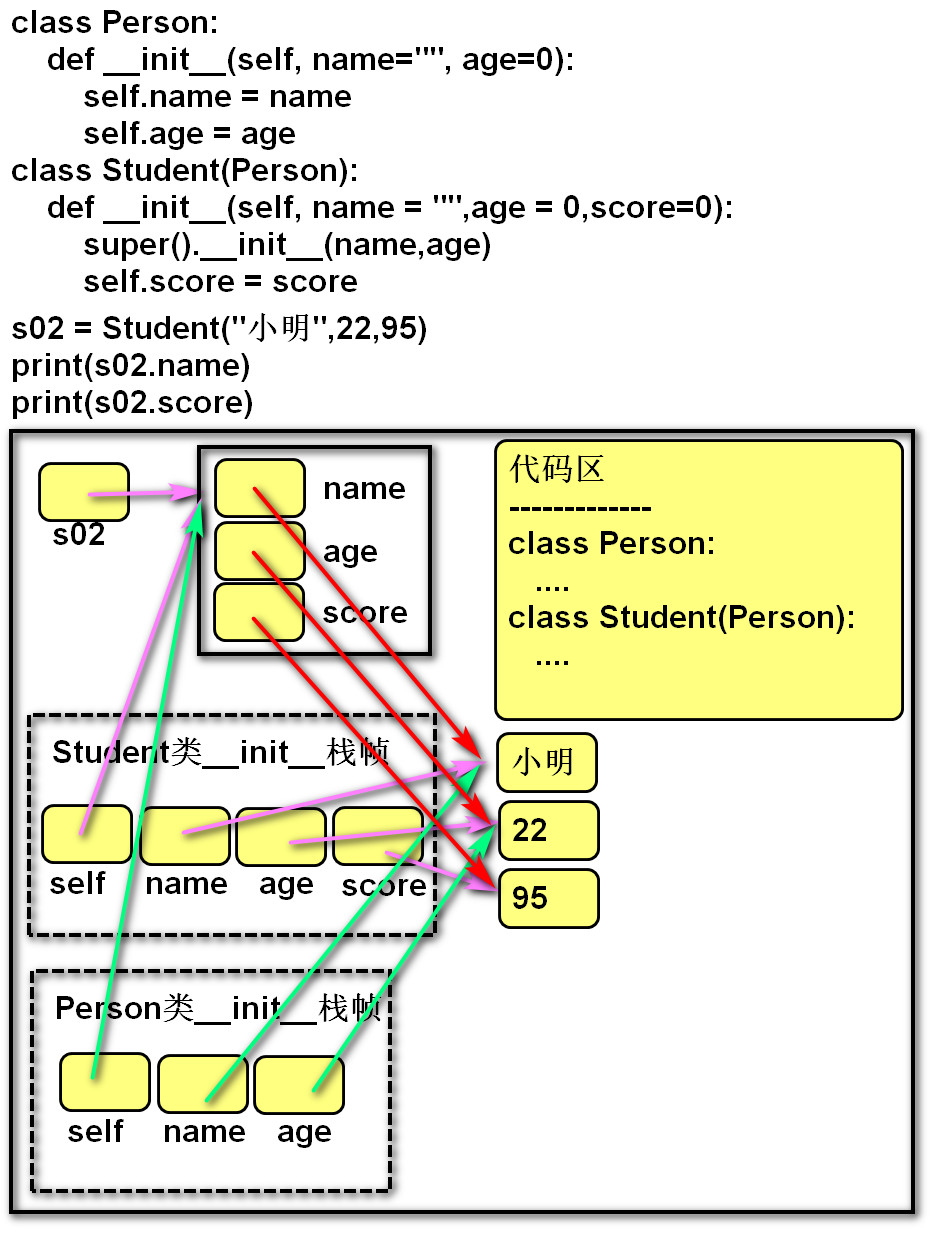 class Person:
    def __init__(self, name="", age=0):
        self.name = name
        self.age = age
class Student(Person):
    def __init__(self, name = "",age = 0,score=0):
        super().__init__(name,age)
        self.score = score
s02 = Student("小明",22,95)
print(s02.name)
print(s02.score)
s02
name
age
score
代码区
-------------
class Person:
....
class Student(Person):
....
Student类__init__栈帧
self name age score
小明
22
95
Person类__init__栈帧
self name age